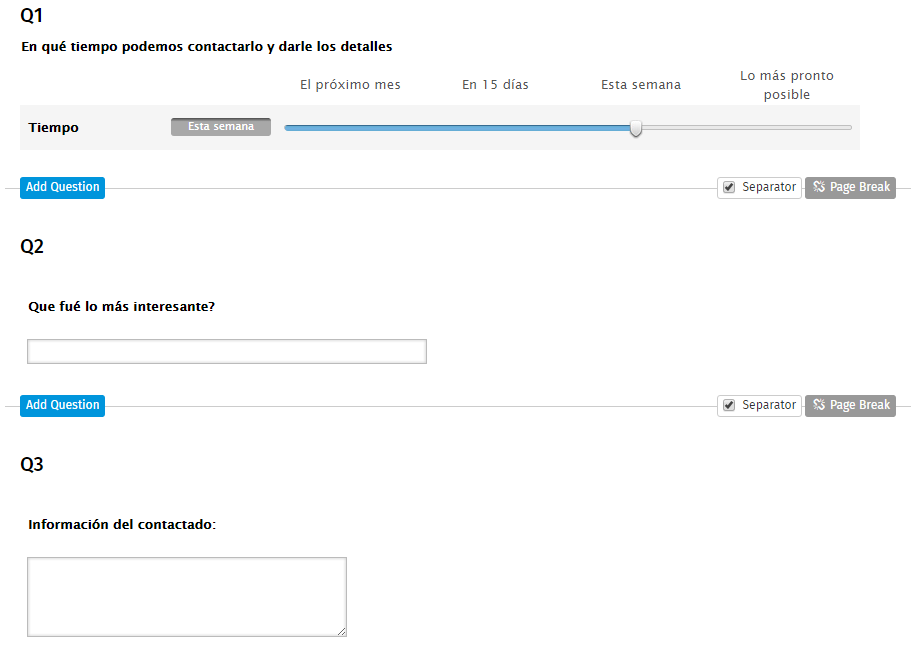 Q1
En qué tiempo podemos contactarlo y darle los detalles
El próximo mes En 15 días Esta semana Lo más pronto
posible
Tiempo Esta semana
Add Question Separator Page Break
Q2
Que fué lo más interesante?
Add Question Separator Page Break
Q3
Información del contactado: